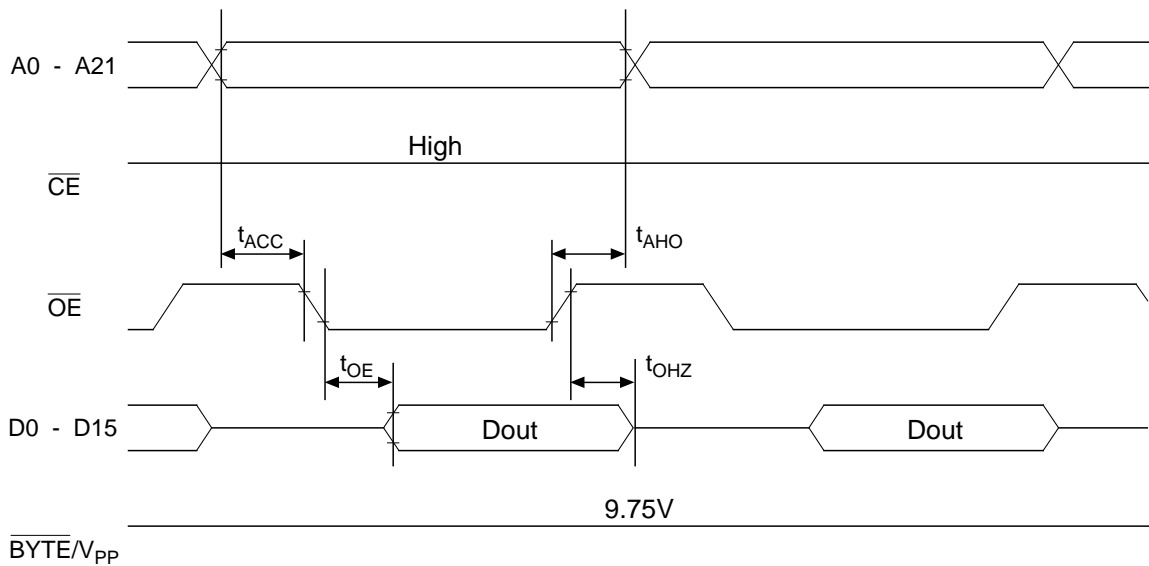 A0 - A21
High
CE
tACC
tAHO
OE
tOE
tOHZ
D0 - D15
Dout
Dout
9.75V
BYTE/VPP